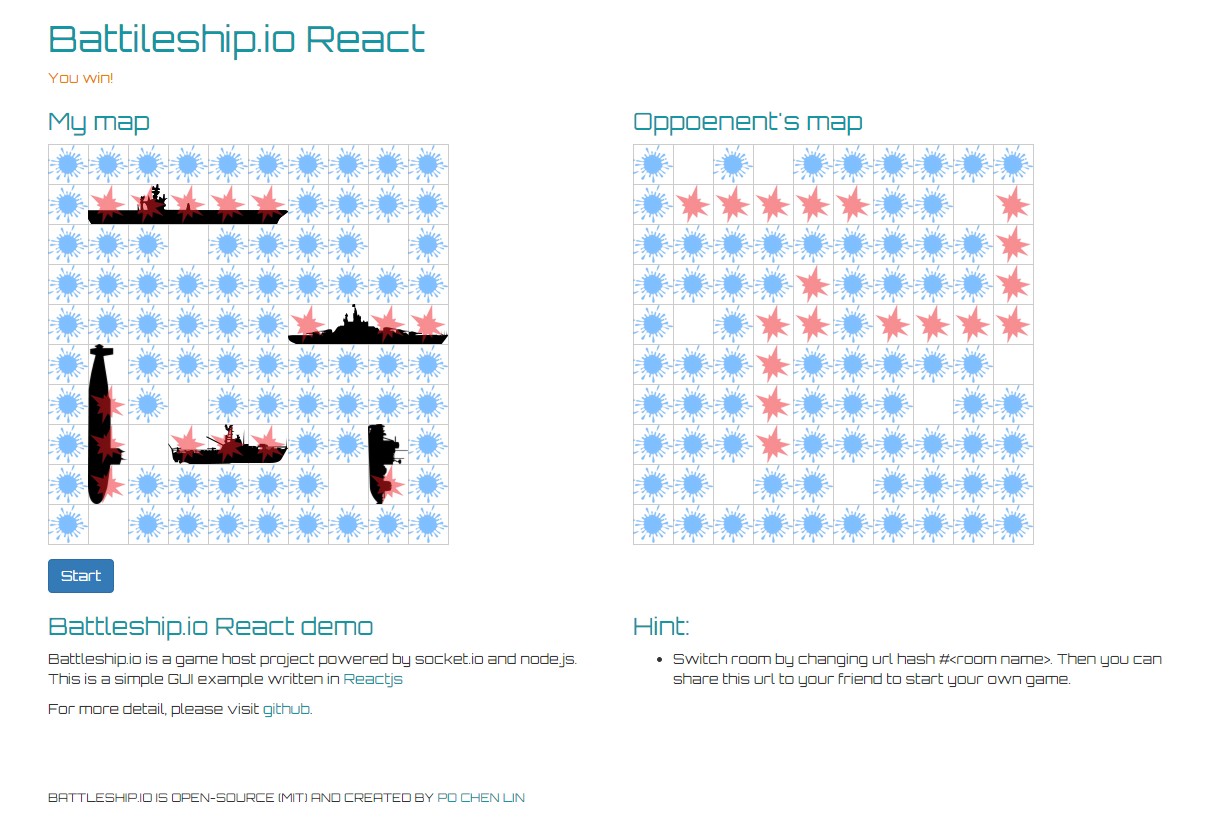 Battileship.io React
You win!
My map
Oppoenent's map
Start
Battleship.io React demo
Battleship.io is a game host project powered by socket.io and node.js.
This is a simple GUI example written in Reactjs
For more detail, please visit github.
Hint:
• Switch room by changing url hash #<room name>. Then you can
share this url to your friend to start your own game.
BATTLESHIP.IO IS OPEN-SOURCE (MIT) AND CREATED BY PO CHEN LIN